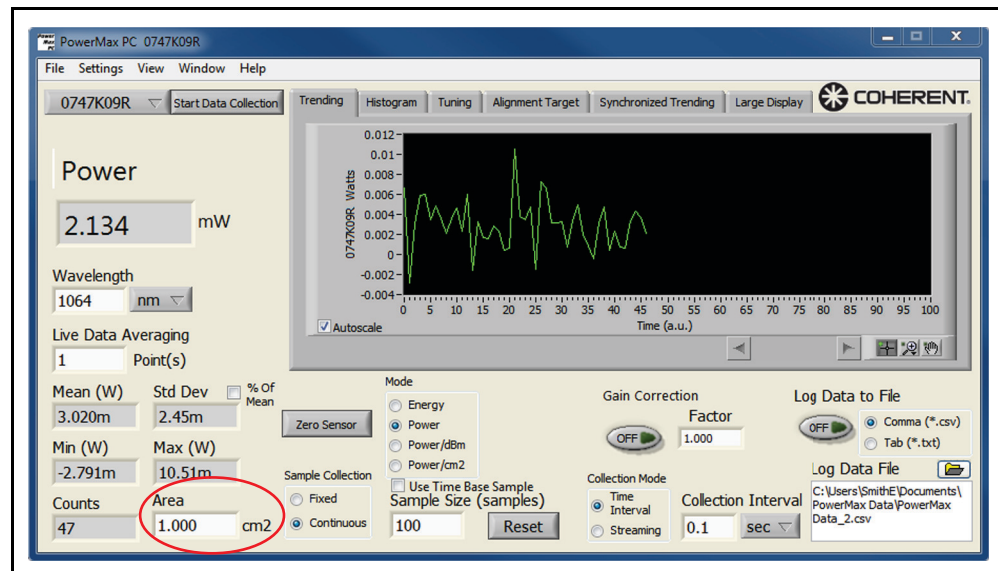 PowerMax PC 0747K09R
File Settings View Window Help
0747K09R Start Data Collection
Trending Histogram Tuning Alignment Target Synchronized Trending Large Display
COHERENT.
Power
2.134 mW
Wavelength
1064 nm
Live Data Averaging
1 Point(s)
Mean (W) Std Dev % Of Mean
3.020m 2.45m
Min (W) Max (W)
-2.791m 10.51m
Counts Area
47 1.000 cm2
0747K09R Watts
0.012
0.01
0.008
0.006
0.004
0.002
0
-0.002
-0.004
0 5 10 15 20 25 30 35 40 45 50 55 60 65 70 75 80 85 90 95 100
Time (a.u.)
Autoscale
Zero Sensor
Mode
Energy
Power
Power/dBm
Power/cm2
Sample Collection
Fixed
Continuous
Use Time Base Sample
Sample Size (samples)
100 Reset
Gain Correction
OFF
Factor
1.000
Collection Mode
Time Interval
Streaming
Collection Interval
0.1 sec
Log Data to File
OFF
Comma (*.csv)
Tab (*.txt)
Log Data File
C:\Users\SmithE\Documents\
PowerMax Data\PowerMax
Data_2.csv